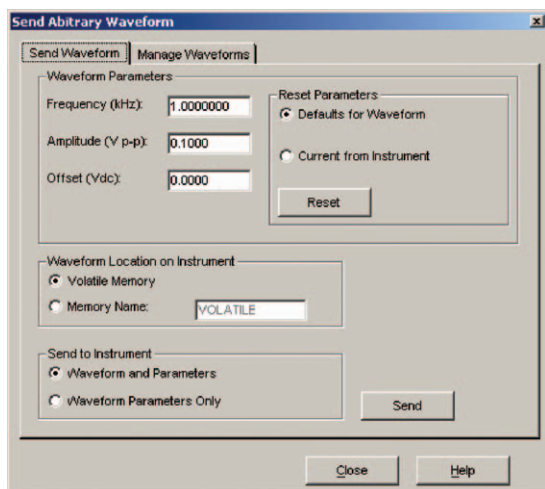 Send Abitrary Waveform
Send Waveform
Manage Waveforms
Waveform Parameters
Frequency (kHz):
1.0000000
Amplitude (V p-p):
0.1000
Offset (Vdc):
0.0000
Reset Parameters
Defaults for Waveform
Current from Instrument
Reset
Waveform Location on Instrument
Volatile Memory
Memory Name:
VOLATILE
Send to Instrument
Waveform and Parameters
Waveform Parameters Only
Send
Close
Help